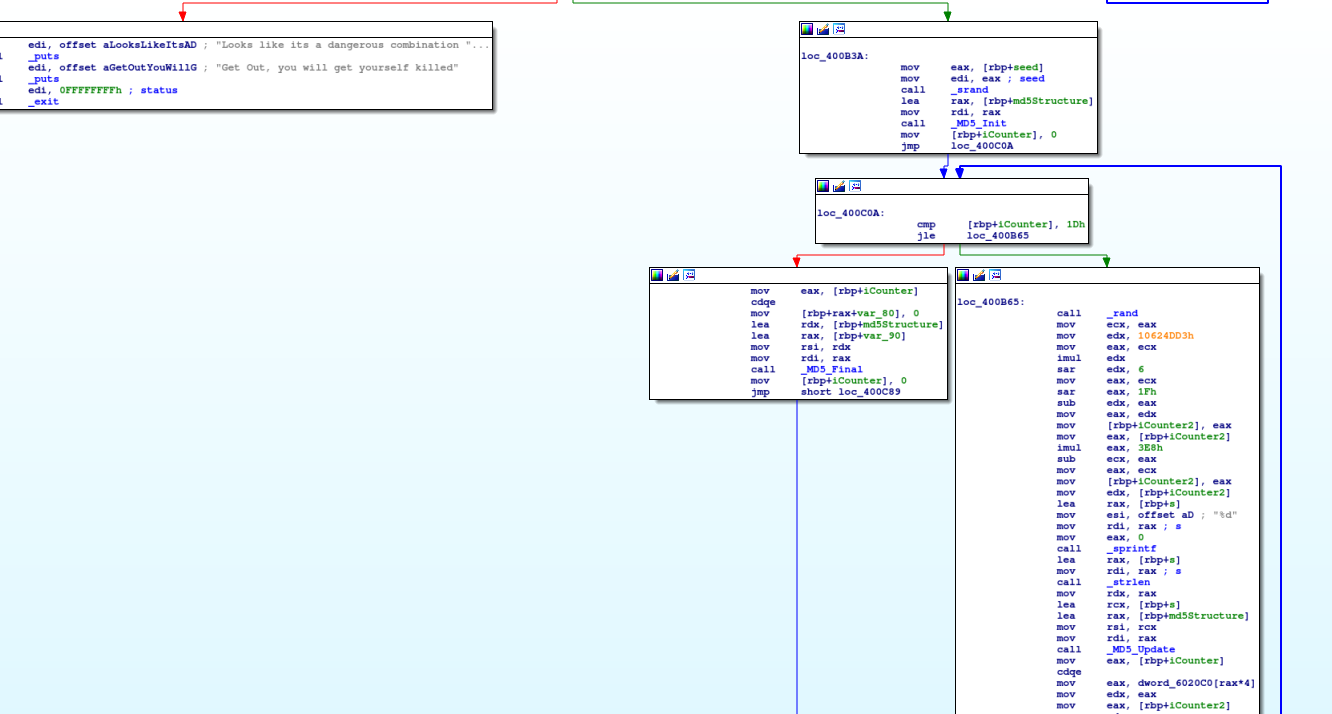 edi, offset aLooksLikeItsAD ; "Looks like its a dangerous combination "...
l _puts
edi, offset aGetOutYouWillG ; "Get Out, you will get yourself killed"
l _puts
edi, 0FFFFFFFFh ; status
l _exit
loc_400B3A:
mov eax, [rbp+seed]
mov edi, eax ; seed
call _srand
lea rax, [rbp+md5Structure]
mov rdi, rax
call _MD5_Init
mov [rbp+iCounter], 0
jmp loc_400C0A
loc_400C0A:
cmp [rbp+iCounter], 1Dh
jle loc_400B65
mov eax, [rbp+iCounter]
cdqe
mov [rbp+rax+var_80], 0
lea rdx, [rbp+md5Structure]
lea rax, [rbp+var_90]
mov rsi, rdx
mov rdi, rax
call _MD5_Final
mov [rbp+iCounter], 0
jmp short loc_400C89
loc_400B65:
call _rand
mov ecx, eax
mov edx, 10624DD3h
mov eax, ecx
imul edx
sar edx, 6
mov eax, ecx
sar eax, 1Fh
sub edx, eax
mov eax, edx
mov [rbp+iCounter2], eax
mov eax, [rbp+iCounter2]
imul eax, 3E8h
sub ecx, eax
mov eax, ecx
mov [rbp+iCounter2], eax
mov edx, [rbp+iCounter2]
lea rax, [rbp+s]
mov esi, offset aD ; "%d"
mov rdi, rax ; s
mov eax, 0
call _sprintf
lea rax, [rbp+s]
mov rdi, rax ; s
call _strlen
mov rdx, rax
lea rcx, [rbp+s]
lea rax, [rbp+md5Structure]
mov rsi, rcx
mov rdi, rax
call _MD5_Update
mov eax, [rbp+iCounter]
cdqe
mov eax, dword_6020C0[rax*4]
mov edx, eax
mov eax, [rbp+iCounter2]